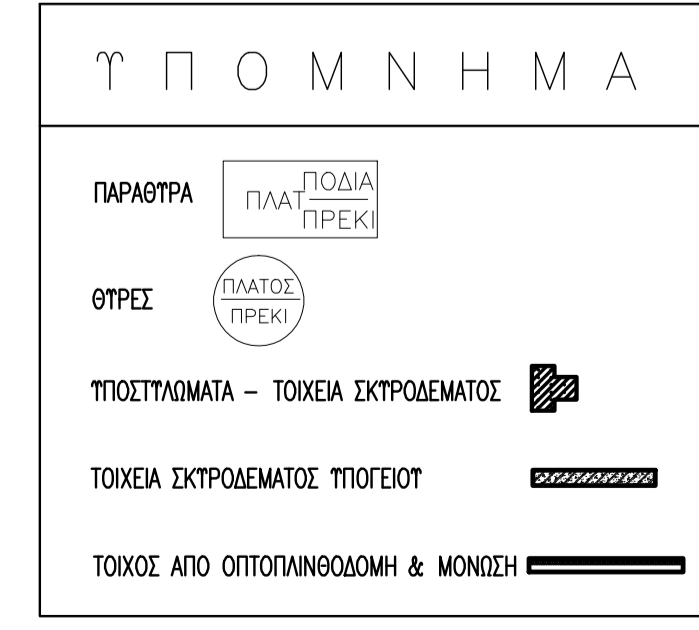 ΥΠΟΜΝΗΜΑ
ΠΑΡΑΘΥΡΑ
ΠΛΑΤ
ΠΟΔΙΑ
ΠΡΕΚΙ
ΘΥΡΕΣ
ΠΛΑΤΟΣ
ΠΡΕΚΙ
ΥΠΟΣΤΥΛΩΜΑΤΑ – ΤΟΙΧΕΙΑ ΣΚΥΡΟΔΕΜΑΤΟΣ
ΤΟΙΧΕΙΑ ΣΚΥΡΟΔΕΜΑΤΟΣ ΥΠΟΓΕΙΟΥ
ΤΟΙΧΟΣ ΑΠΟ ΟΠΤΟΠΛΙΝΘΟΔΟΜΗ & ΜΟΝΩΣΗ